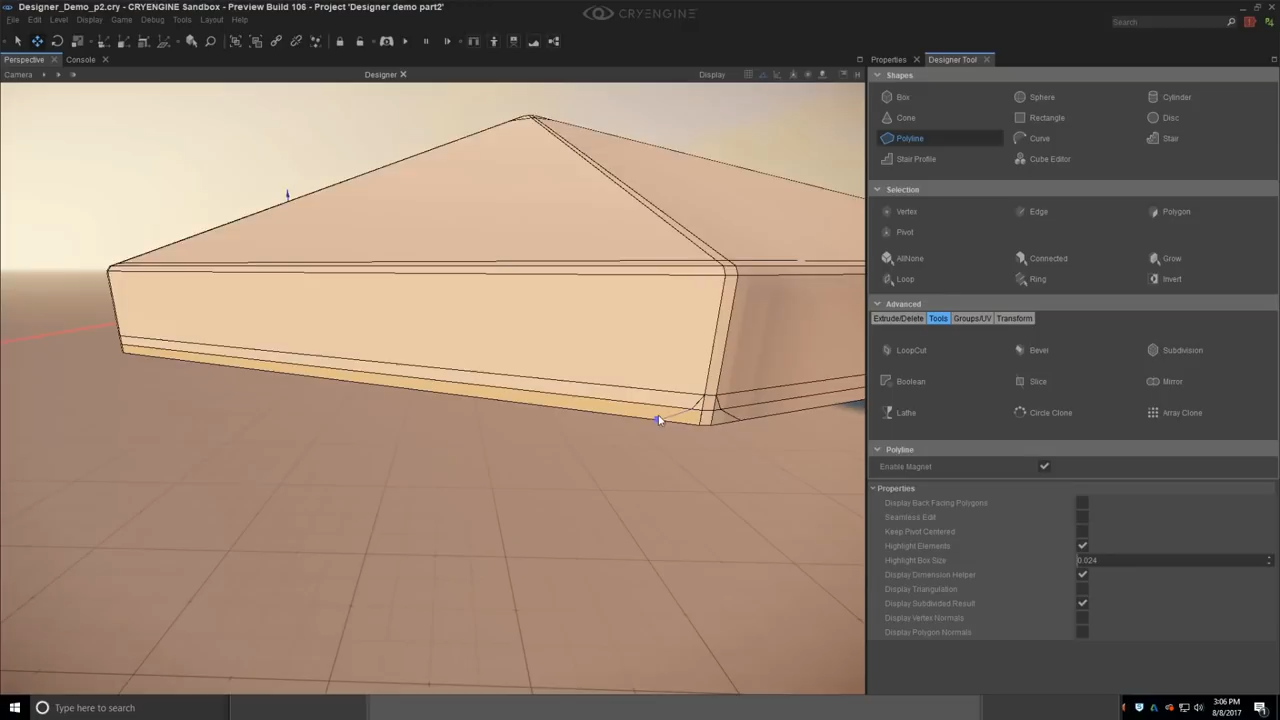 Designer_Demo_p2.cry - CRYENGINE Sandbox - Preview Build 106 - Project 'Designer demo part2'
CRYENGINE
File Edit Level Display Game Debug Tools Layout Help
Search
Perspective Console
Properties Designer Tool
Camera Designer Display H
Shapes
Box Sphere Cylinder
Cone Rectangle Disc
Polyline Curve Stair
Stair Profile Cube Editor
Selection
Vertex Edge Polygon
Pivot
AllNone Connected Grow
Loop Ring Invert
Advanced
Extrude/Delete Tools Groups/UV Transform
LoopCut Bevel Subdivision
Boolean Slice Mirror
Lathe Circle Clone Array Clone
Polyline
Enable Magnet
Properties
Display Back Facing Polygons
Seamless Edit
Keep Pivot Centered
Highlight Elements
Highlight Box Size 0.024
Display Dimension Helper
Display Triangulation
Display Subdivided Result
Display Vertex Normals
Display Polygon Normals
Type here to search
3:06 PM
8/8/2017